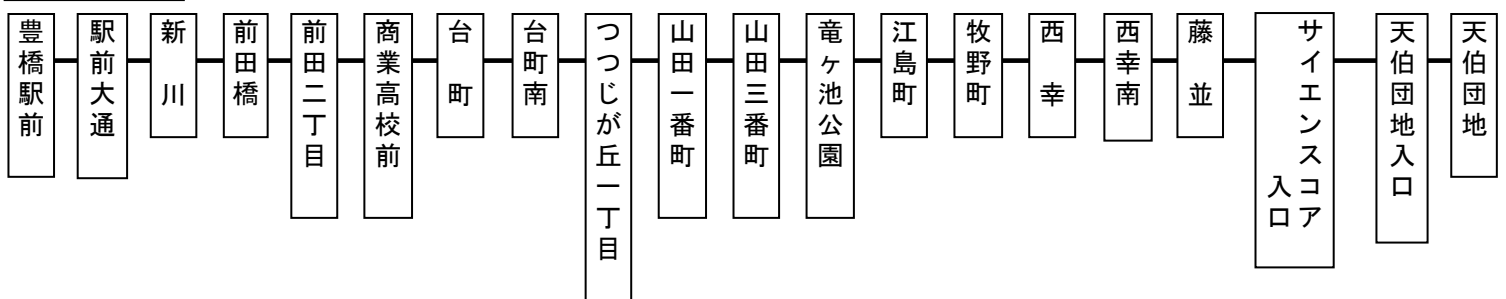 豊橋駅前
駅前大通
新川
前田橋
前田二丁目
商業高校前
台町
台町南
つつじが丘一丁目
山田一番町
山田三番町
竜ヶ池公園
江島町
牧野町
西幸
西幸南
藤並
サイエンスコア
入口
天伯団地入口
天伯団地